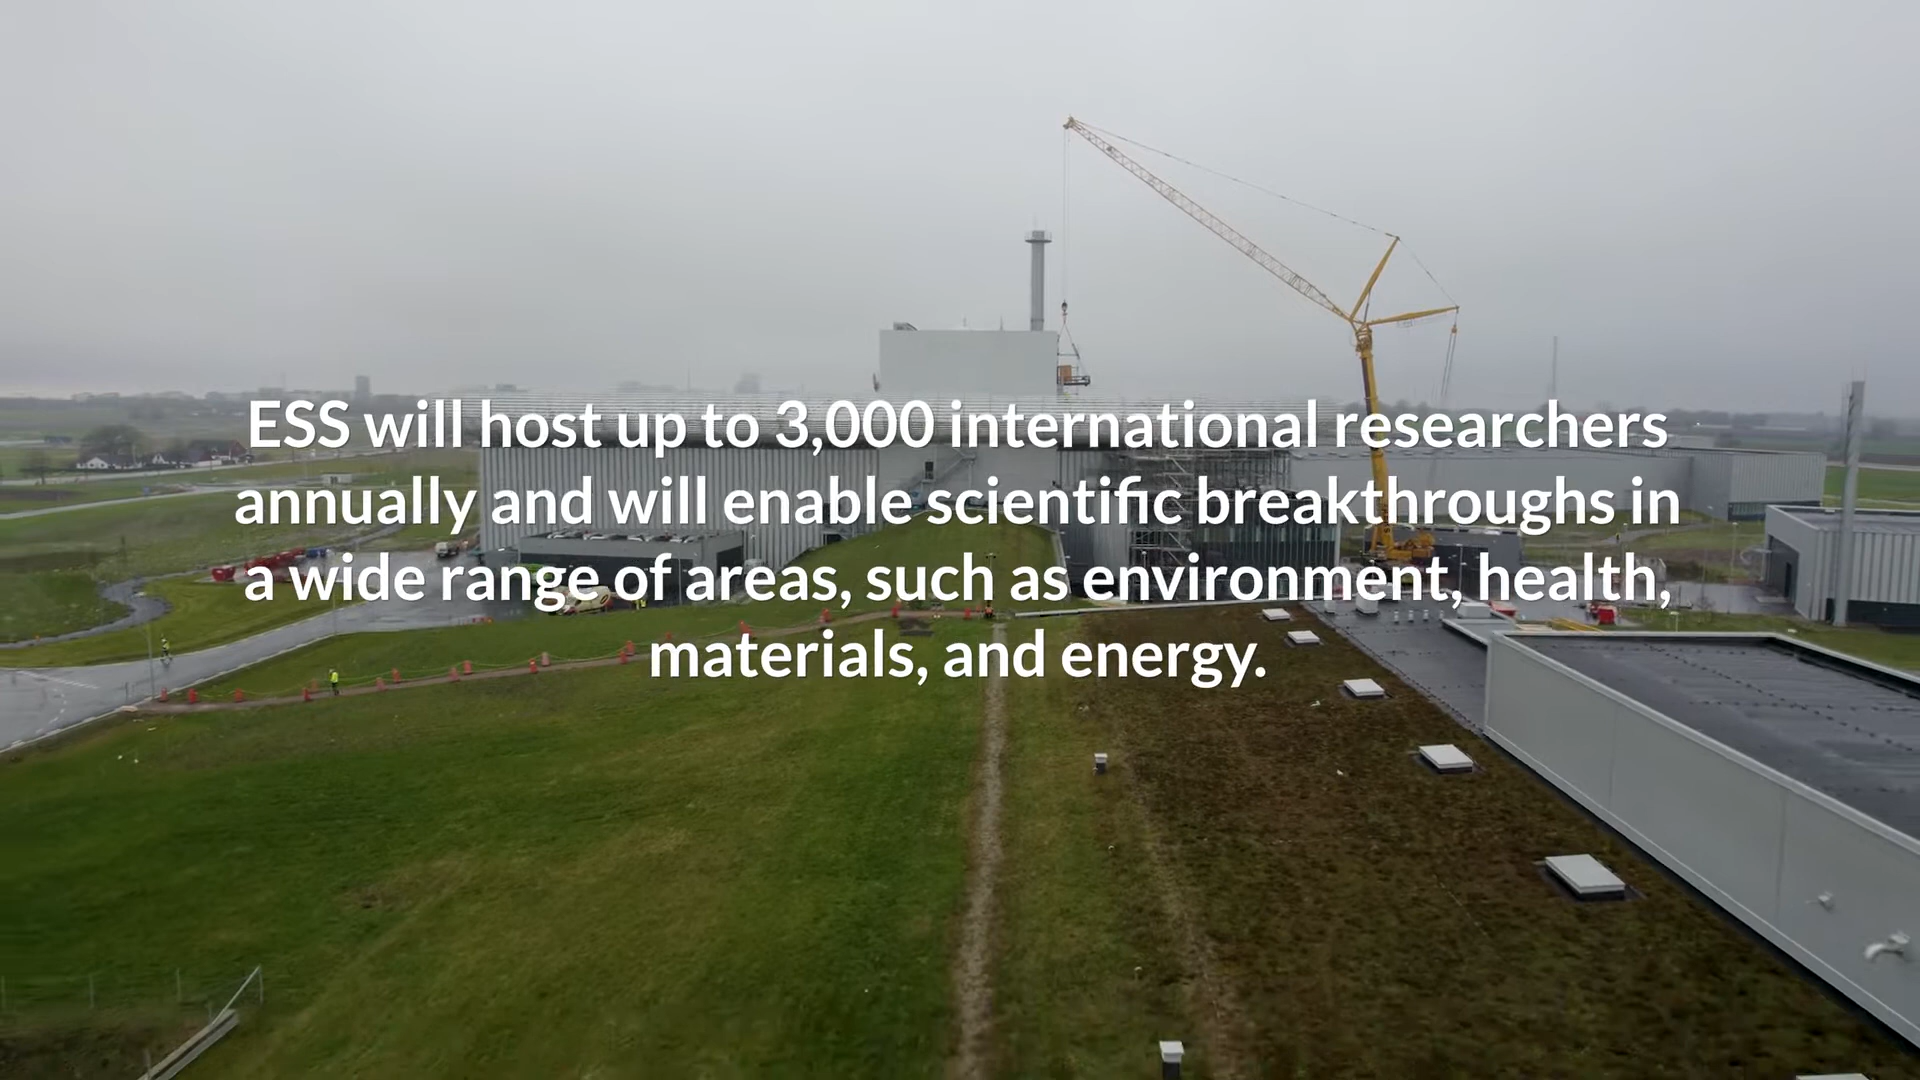 ESS will host up to 3,000 international researchers
annually and will enable scientific breakthroughs in
a wide range of areas, such as environment, health,
materials, and energy.